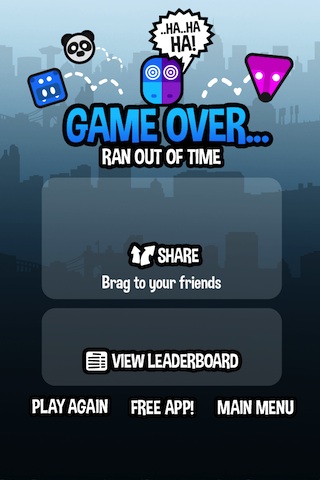 ..HA..HA
HA!
GAME OVER...
RAN OUT OF TIME
SHARE
Brag to your friends
VIEW LEADERBOARD
PLAY AGAIN
FREE APP!
MAIN MENU